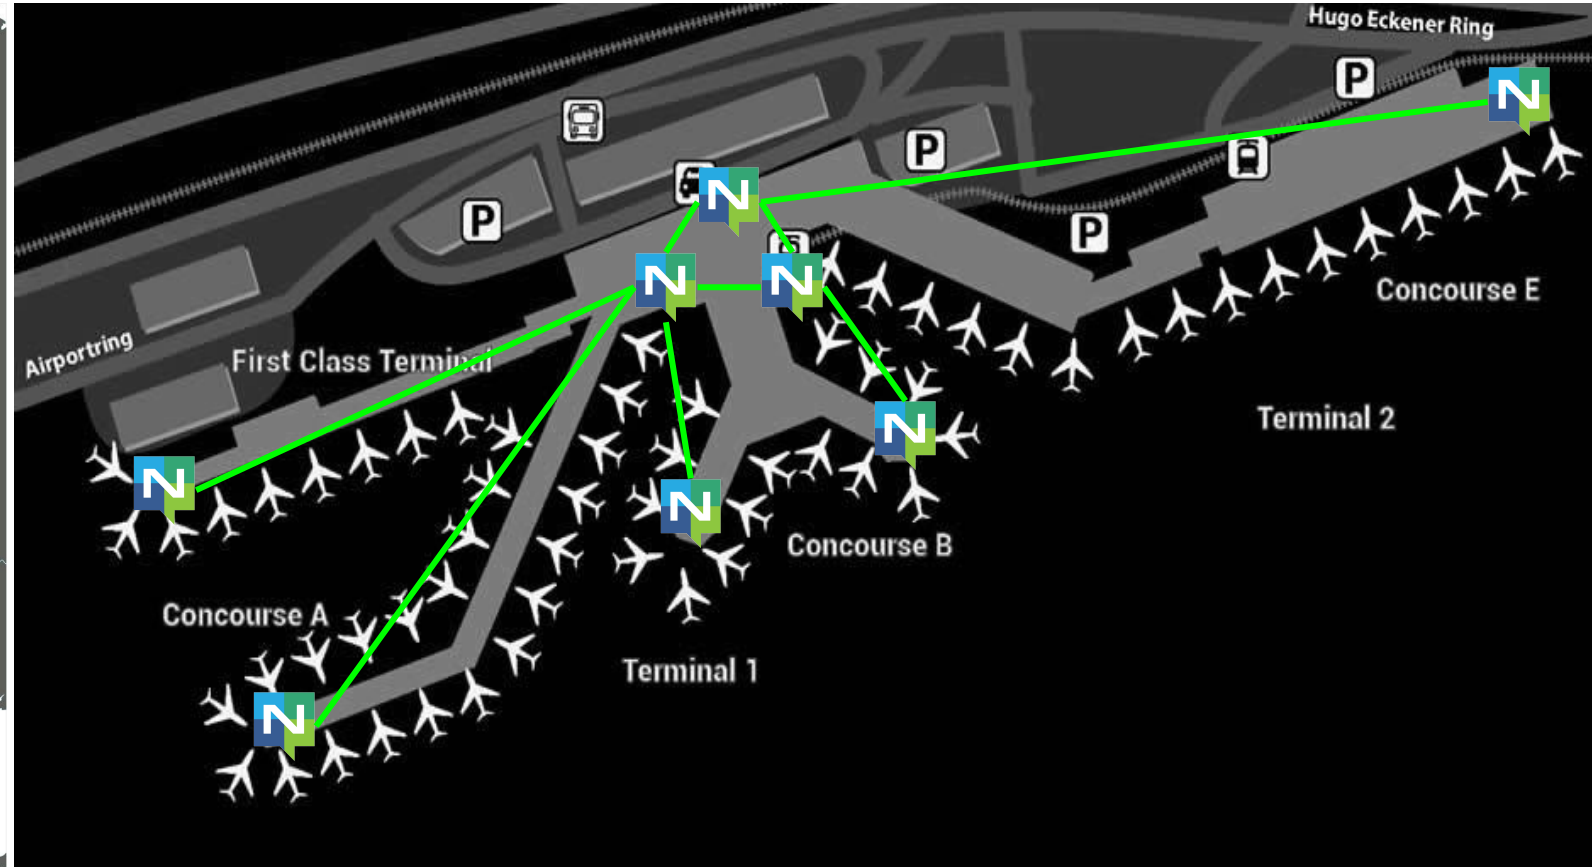 Hugo Eckener Ring
P
P
P
P
N
N
N
N
N
N
N
N
Concourse E
Airportring
First Class Terminal
Terminal 2
Concourse B
Concourse A
Terminal 1